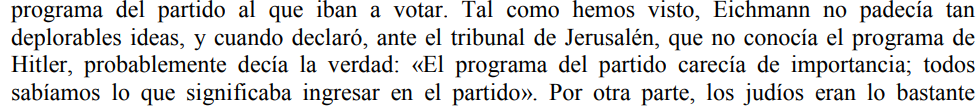 programa del partido al que iban a votar. Tal como hemos visto, Eichmann no padecía tan
deplorables ideas, y cuando declaró, ante el tribunal de Jerusalén, que no conocía el programa de
Hitler, probablemente decía la verdad: «El programa del partido carecía de importancia; todos
sabíamos lo que significaba ingresar en el partido». Por otra parte, los judíos eran lo bastante